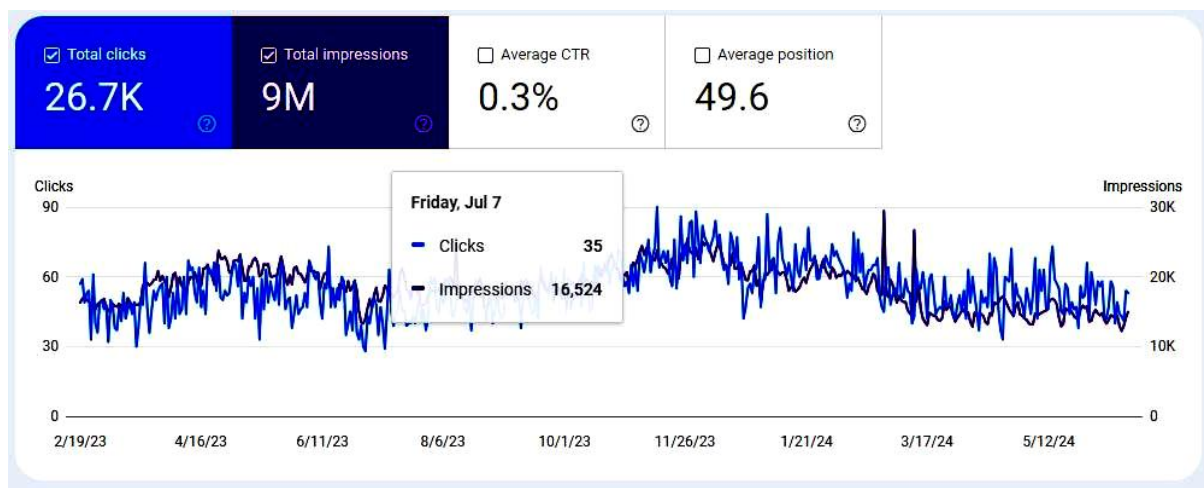 Total clicks
26.7K
Total impressions
9M
Average CTR
0.3%
Average position
49.6
Clicks
Impressions
90
30K
60
20K
30
10K
0
0
Friday, Jul 7
Clicks 35
Impressions 16,524
2/19/23 4/16/23 6/11/23 8/6/23 10/1/23 11/26/23 1/21/24 3/17/24 5/12/24